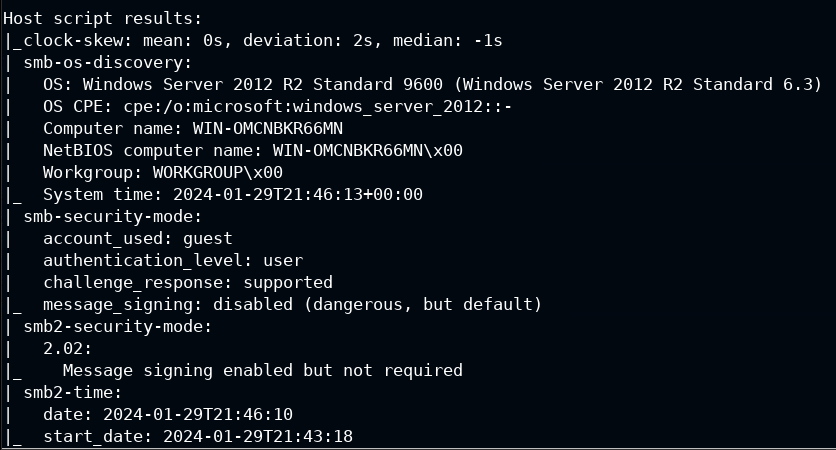 Host script results:
|_clock-skew: mean: 0s, deviation: 2s, median: -1s
| smb-os-discovery:
|   OS: Windows Server 2012 R2 Standard 9600 (Windows Server 2012 R2 Standard 6.3)
|   OS CPE: cpe:/o:microsoft:windows_server_2012::-
|   Computer name: WIN-OMCNBKR66MN
|   NetBIOS computer name: WIN-OMCNBKR66MN\x00
|   Workgroup: WORKGROUP\x00
|_  System time: 2024-01-29T21:46:13+00:00
| smb-security-mode:
|   account_used: guest
|   authentication_level: user
|   challenge_response: supported
|_  message_signing: disabled (dangerous, but default)
| smb2-security-mode:
|   2.02:
|_    Message signing enabled but not required
| smb2-time:
|   date: 2024-01-29T21:46:10
|_  start_date: 2024-01-29T21:43:18